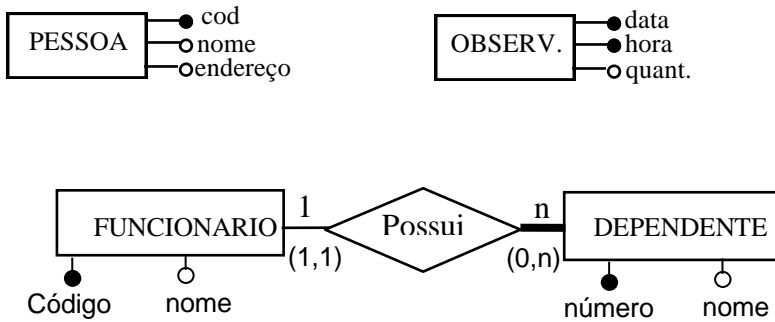 PESSOA
cod
nome
endereço
OBSERV.
data
hora
quant.
FUNCIONARIO
1
(1,1)
Possui
n
(0,n)
DEPENDENTE
Código
nome
número
nome